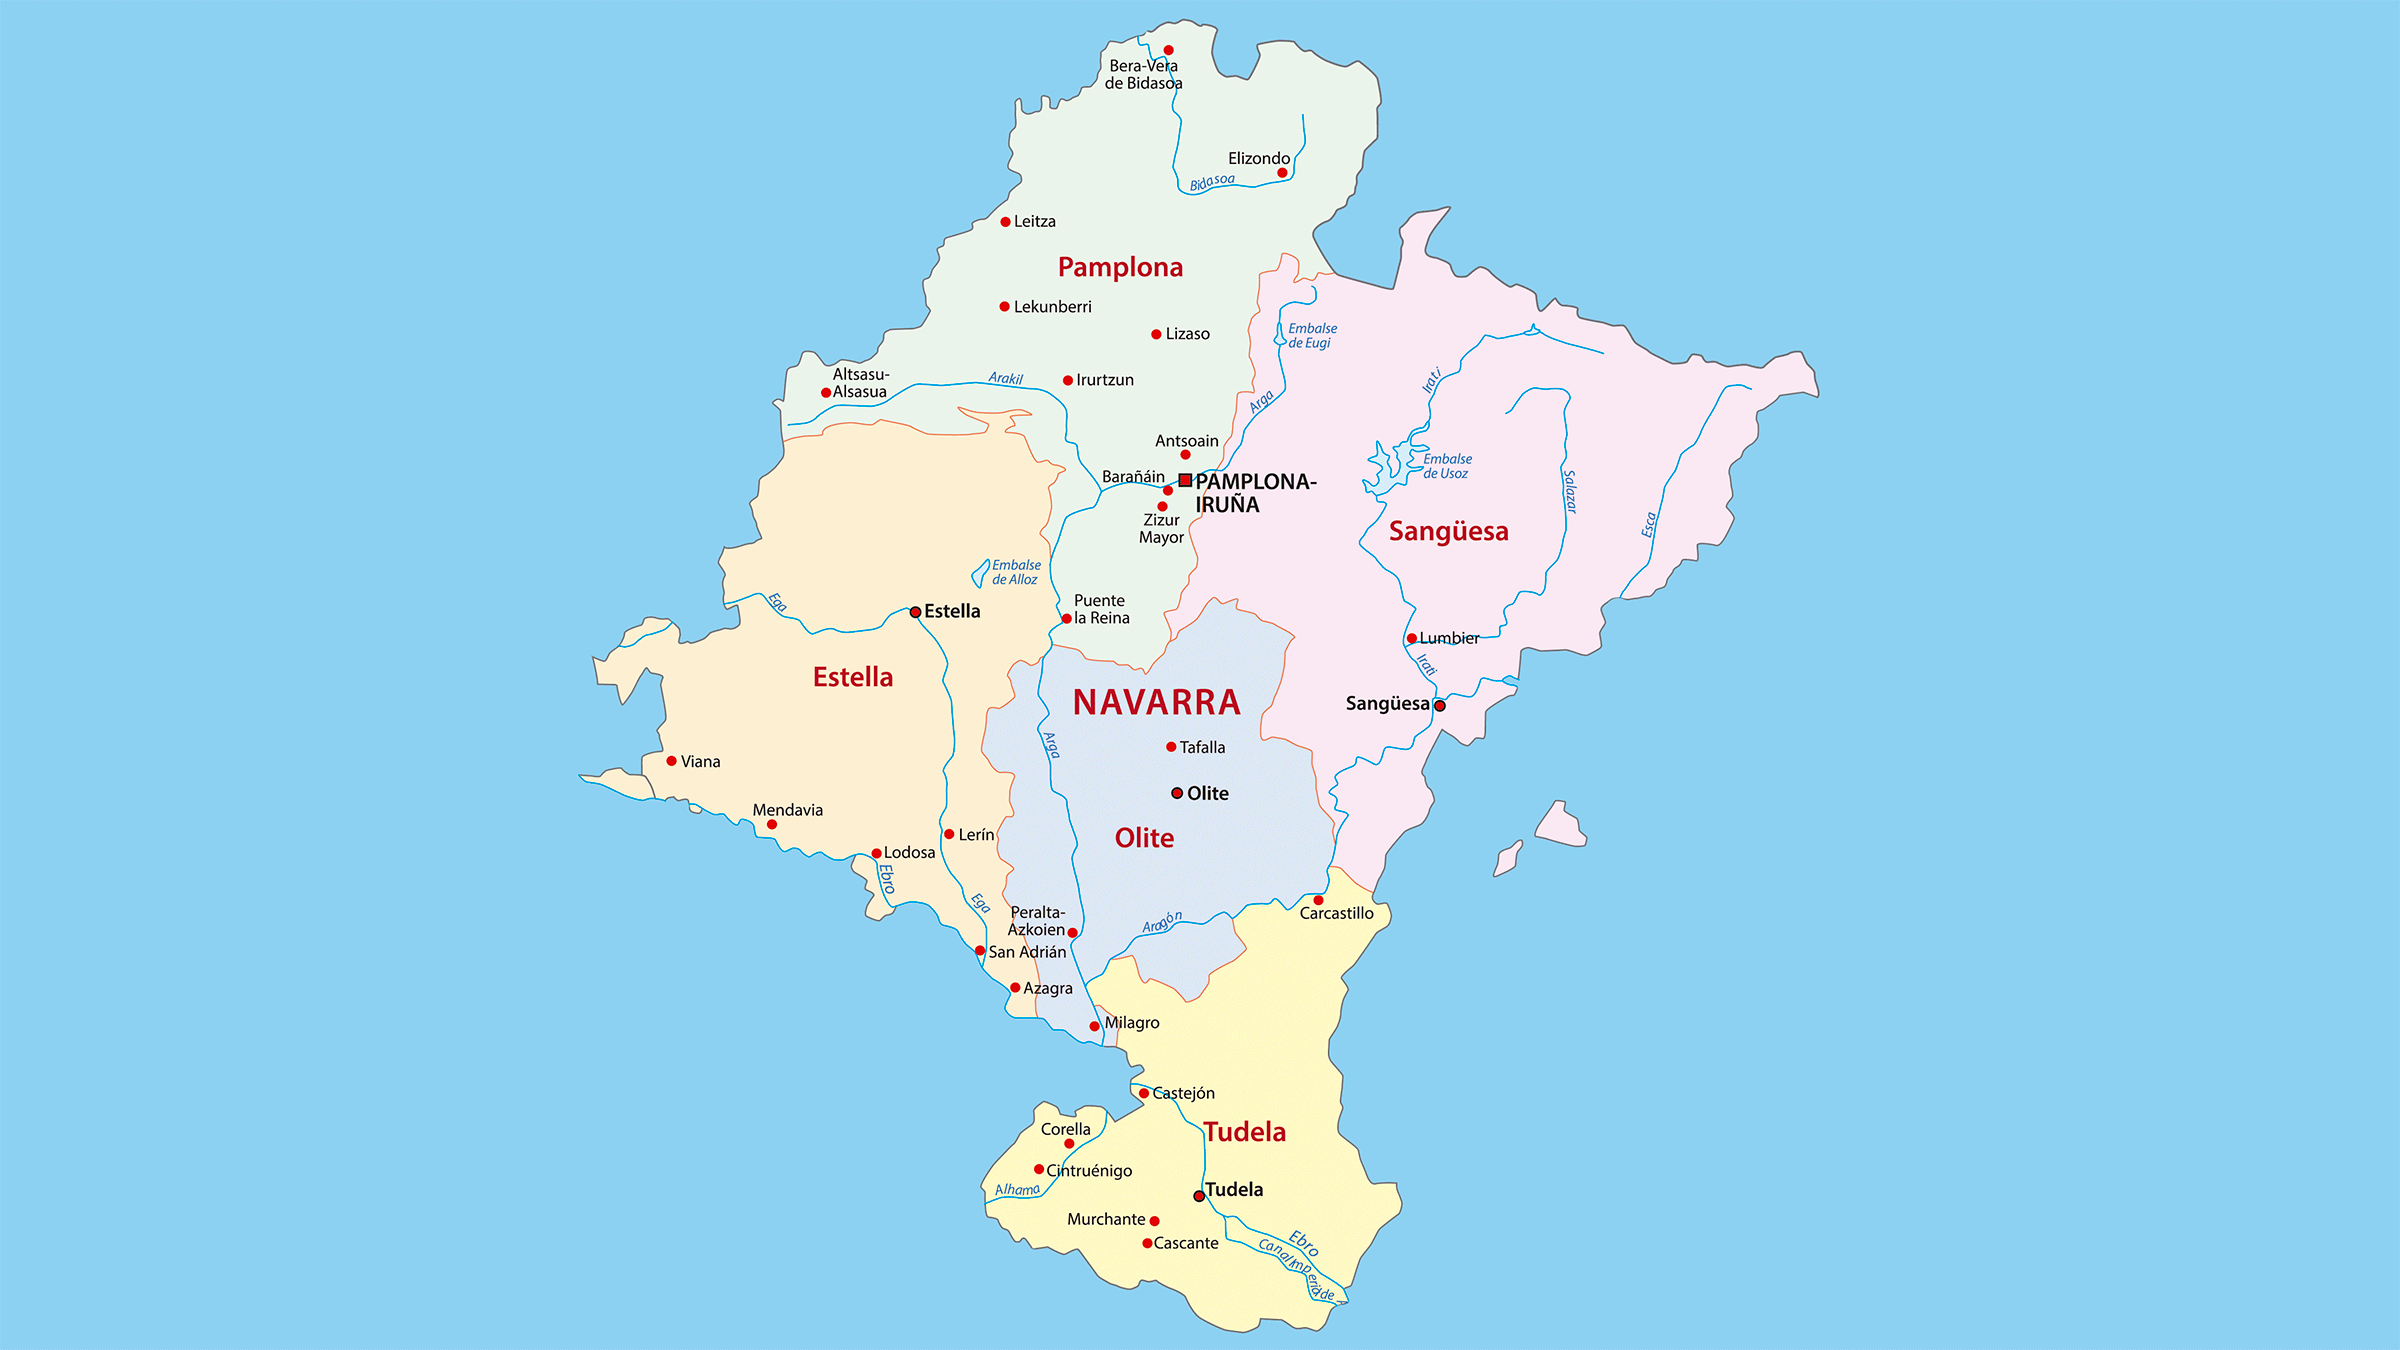 Bera-Vera
de Bidasoa
Elizondo
Bidasoa
Leitza
Pamplona
Lekunberri
Lizaso
Embalse
de Eugi
Altsasu-
Alsasua
Arakil
Irurtzun
Irati
Arga
Antsoain
Embalse
de Usoz
Barañáin
PAMPLONA-
IRUÑA
Salazar
Zizur
Mayor
Sangüesa
Esca
Embalse
de Alloz
Ega
Estella
Puente
la Reina
Lumbier
Irati
Estella
NAVARRA
Sangüesa
Arga
Tafalla
Viana
Olite
Mendavia
Lerín
Olite
Lodosa
Ebro
Ega
Peralta-
Azkoien
Aragón
Carcastillo
San Adrián
Azagra
Milagro
Castejón
Corella
Tudela
Cintruénigo
Alhama
Tudela
Murchante
Cascante
Ebro
Canal Imperial de A